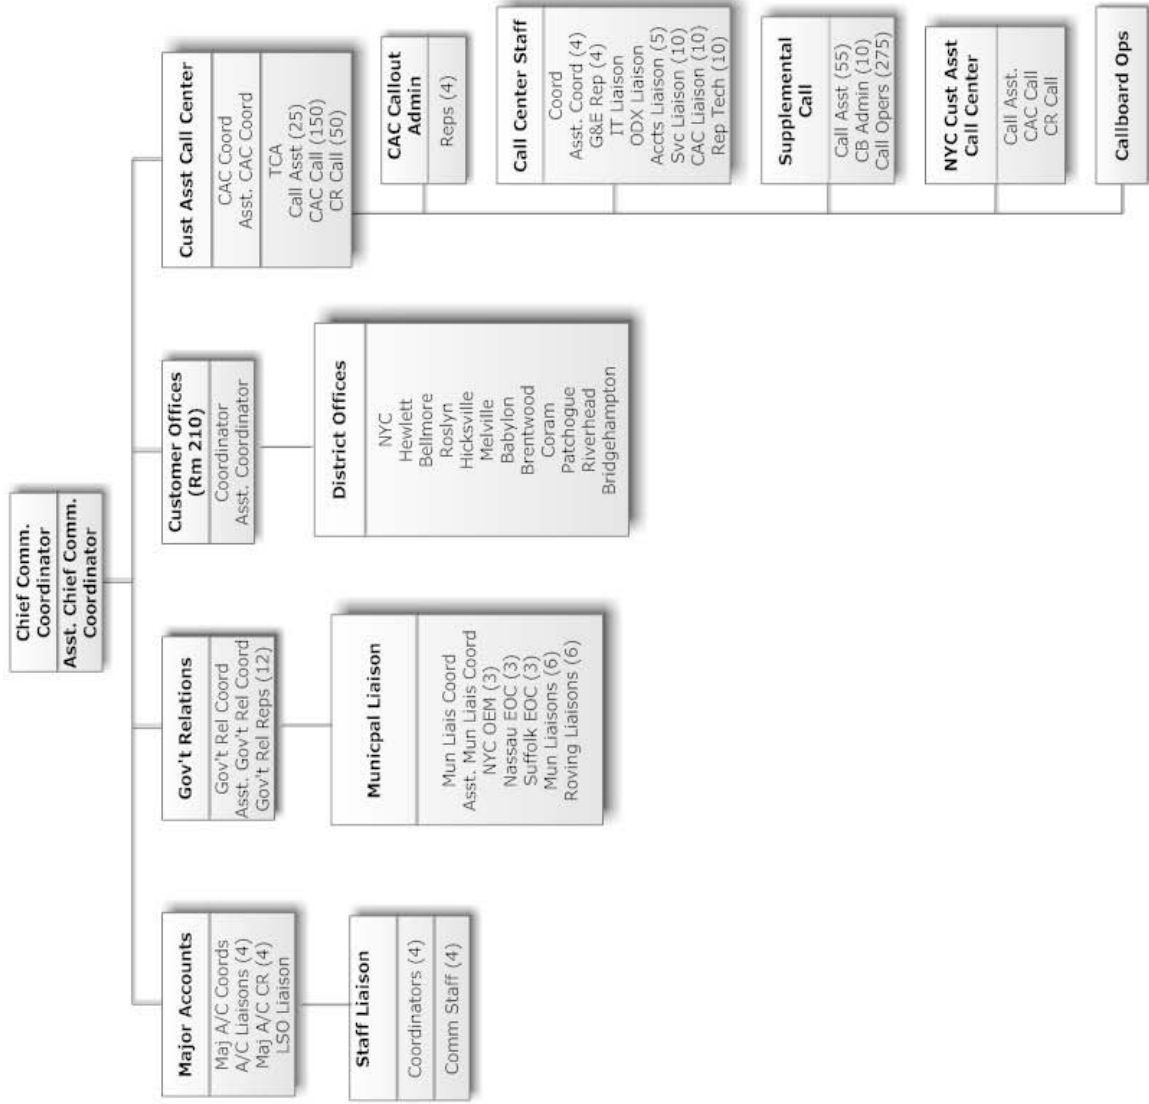 Chief Comm.
Coordinator
Asst. Chief Comm.
Coordinator
Major Accounts
Maj A/C Coords
A/C Liaisons (4)
Maj A/C CR (4)
LSO Liaison
Staff Liaison
Coordinators (4)
Comm Staff (4)
Gov't Relations
Gov't Rel Coord
Asst. Gov't Rel Coord
Gov't Rel Reps (12)
Municpal Liaison
Mun Liais Coord
Asst. Mun Liais Coord
NYC OEM (3)
Nassau EOC (3)
Suffolk EOC (3)
Mun Liaisons (6)
Roving Liaisons (6)
Customer Offices
(Rm 210)
Coordinator
Asst. Coordinator
District Offices
NYC
Hewlett
Bellmore
Roslyn
Hicksville
Melville
Babylon
Brentwood
Coram
Patchogue
Riverhead
Bridgehampton
Cust Asst Call Center
CAC Coord
Asst. CAC Coord
TCA
Call Asst (25)
CAC Call (150)
CR Call (50)
CAC Callout
Admin
Reps (4)
Call Center Staff
Coord
Asst. Coord (4)
G&E Rep (4)
IT Liaison
ODX Liaison
Accts Liaison (5)
Svc Liaison (10)
CAC Liaison (10)
Rep Tech (10)
Supplemental
Call
Call Asst (55)
CB Admin (10)
Call Opers (275)
NYC Cust Asst
Call Center
Call Asst.
CAC Call
CR Call
Callboard Ops